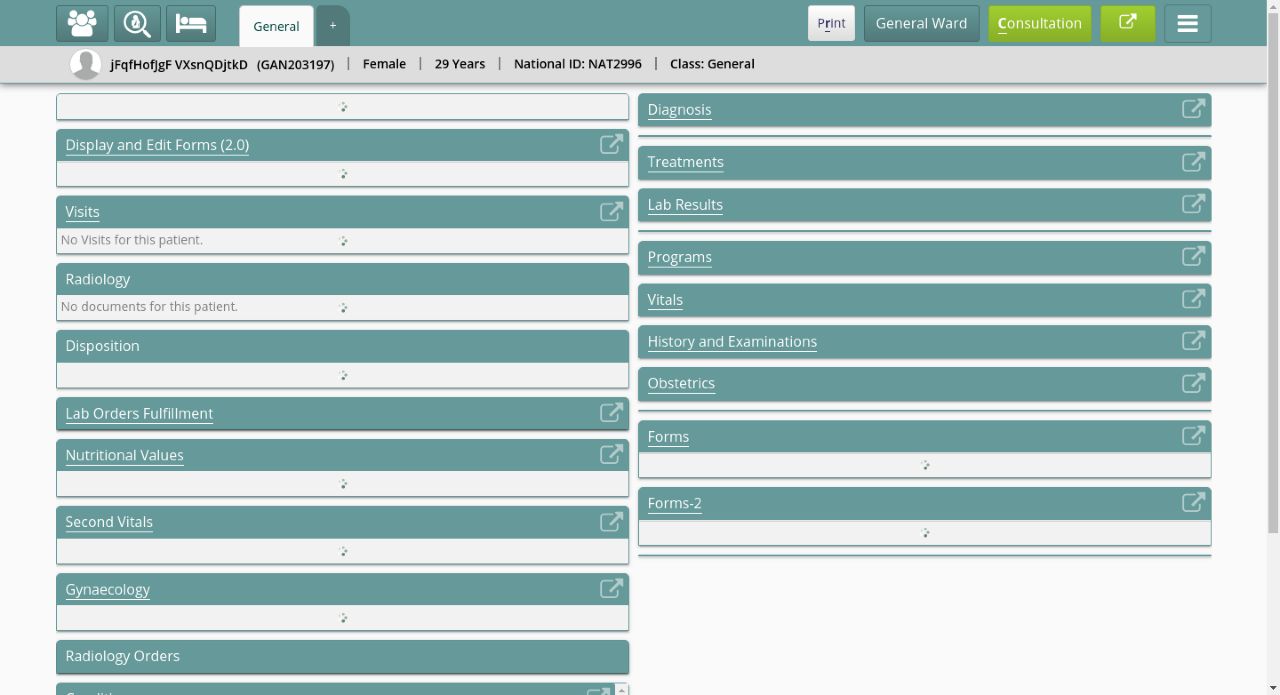 General
+
Print
General Ward
Consultation
jFqfHofJgF VXsnQDjtkD (GAN203197) | Female | 29 Years | National ID: NAT2996 | Class: General
Display and Edit Forms (2.0)
Visits
No Visits for this patient.
Radiology
No documents for this patient.
Disposition
Lab Orders Fulfillment
Nutritional Values
Second Vitals
Gynaecology
Radiology Orders
Diagnosis
Treatments
Lab Results
Programs
Vitals
History and Examinations
Obstetrics
Forms
Forms-2